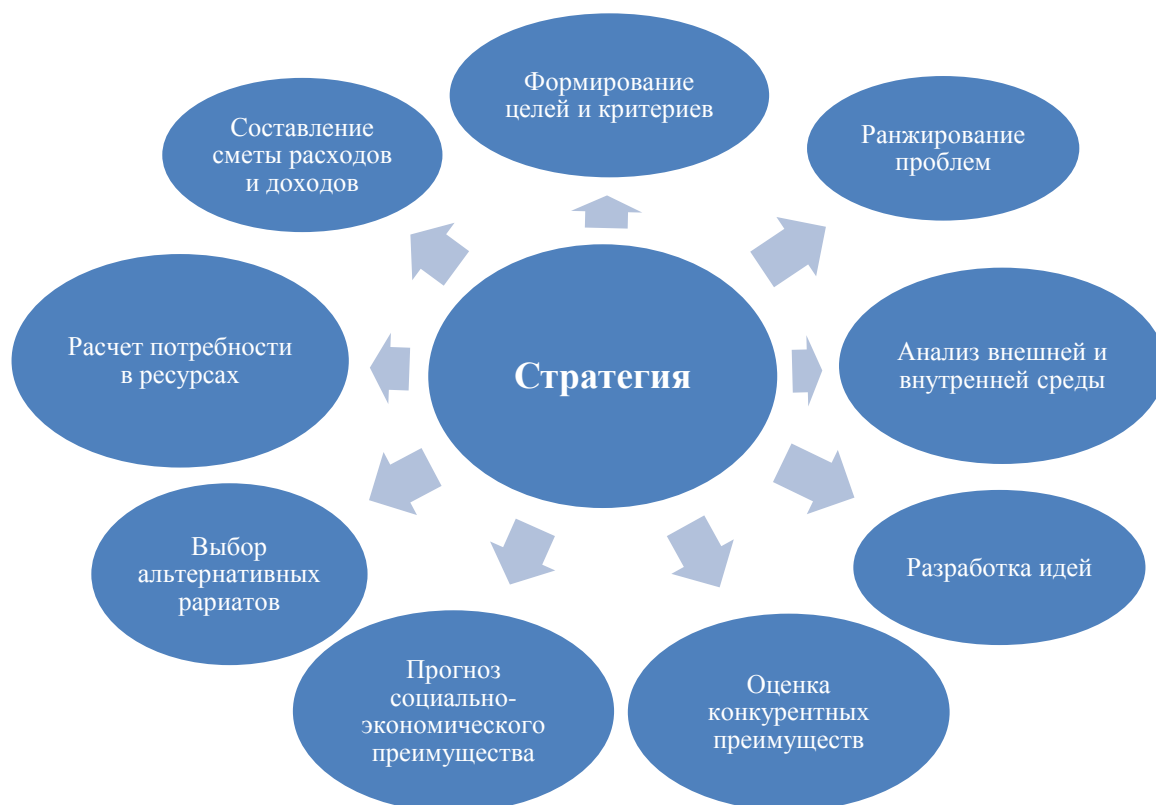 Формирование
целей и критериев
Ранжирование
проблем
Анализ внешней и
внутренней среды
Разработка идей
Оценка
конкурентных
преимуществ
Прогноз
социально-
экономического
преимущества
Выбор
альтернативных
рариатов
Расчет потребности
в ресурсах
Составление
сметы расходов
и доходов
Стратегия